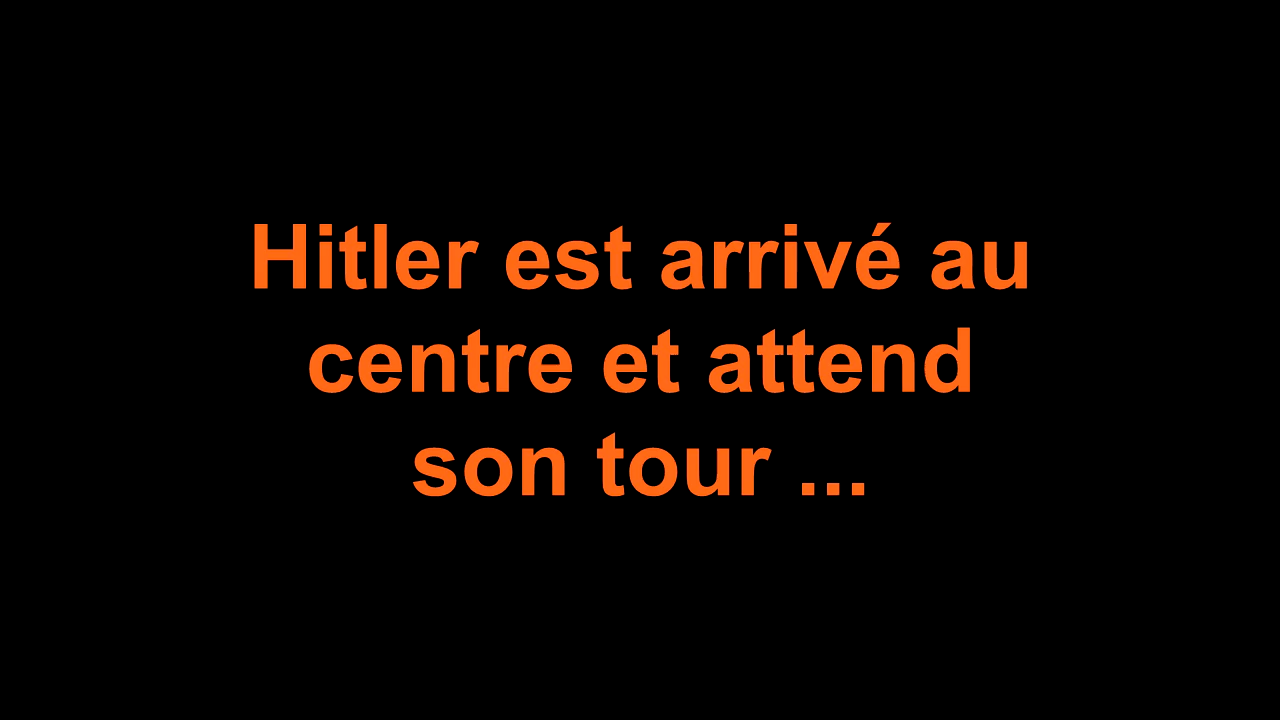 Hitler est arrivé au
centre et attend
son tour ...